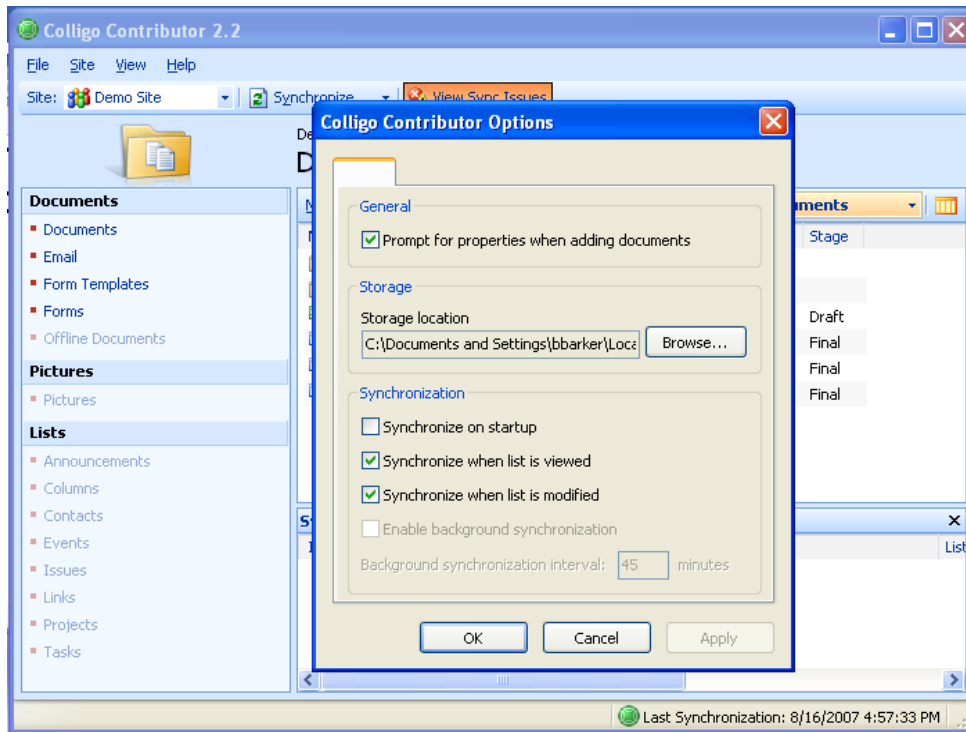 Colligo Contributor 2.2
File Site View Help
Site: Demo Site Synchronize View Sync Issues
Colligo Contributor Options
Documents
Documents
Email
Form Templates
Forms
Offline Documents
Pictures
Pictures
Lists
Announcements
Columns
Contacts
Events
Issues
Links
Projects
Tasks
General
Prompt for properties when adding documents
Storage
Storage location
C:\Documents and Settings\bbarker\Loca
Browse...
Synchronization
Synchronize on startup
Synchronize when list is viewed
Synchronize when list is modified
Enable background synchronization
Background synchronization interval: 45 minutes
OK Cancel Apply
Stage
Draft
Final
Final
Final
List
Last Synchronization: 8/16/2007 4:57:33 PM